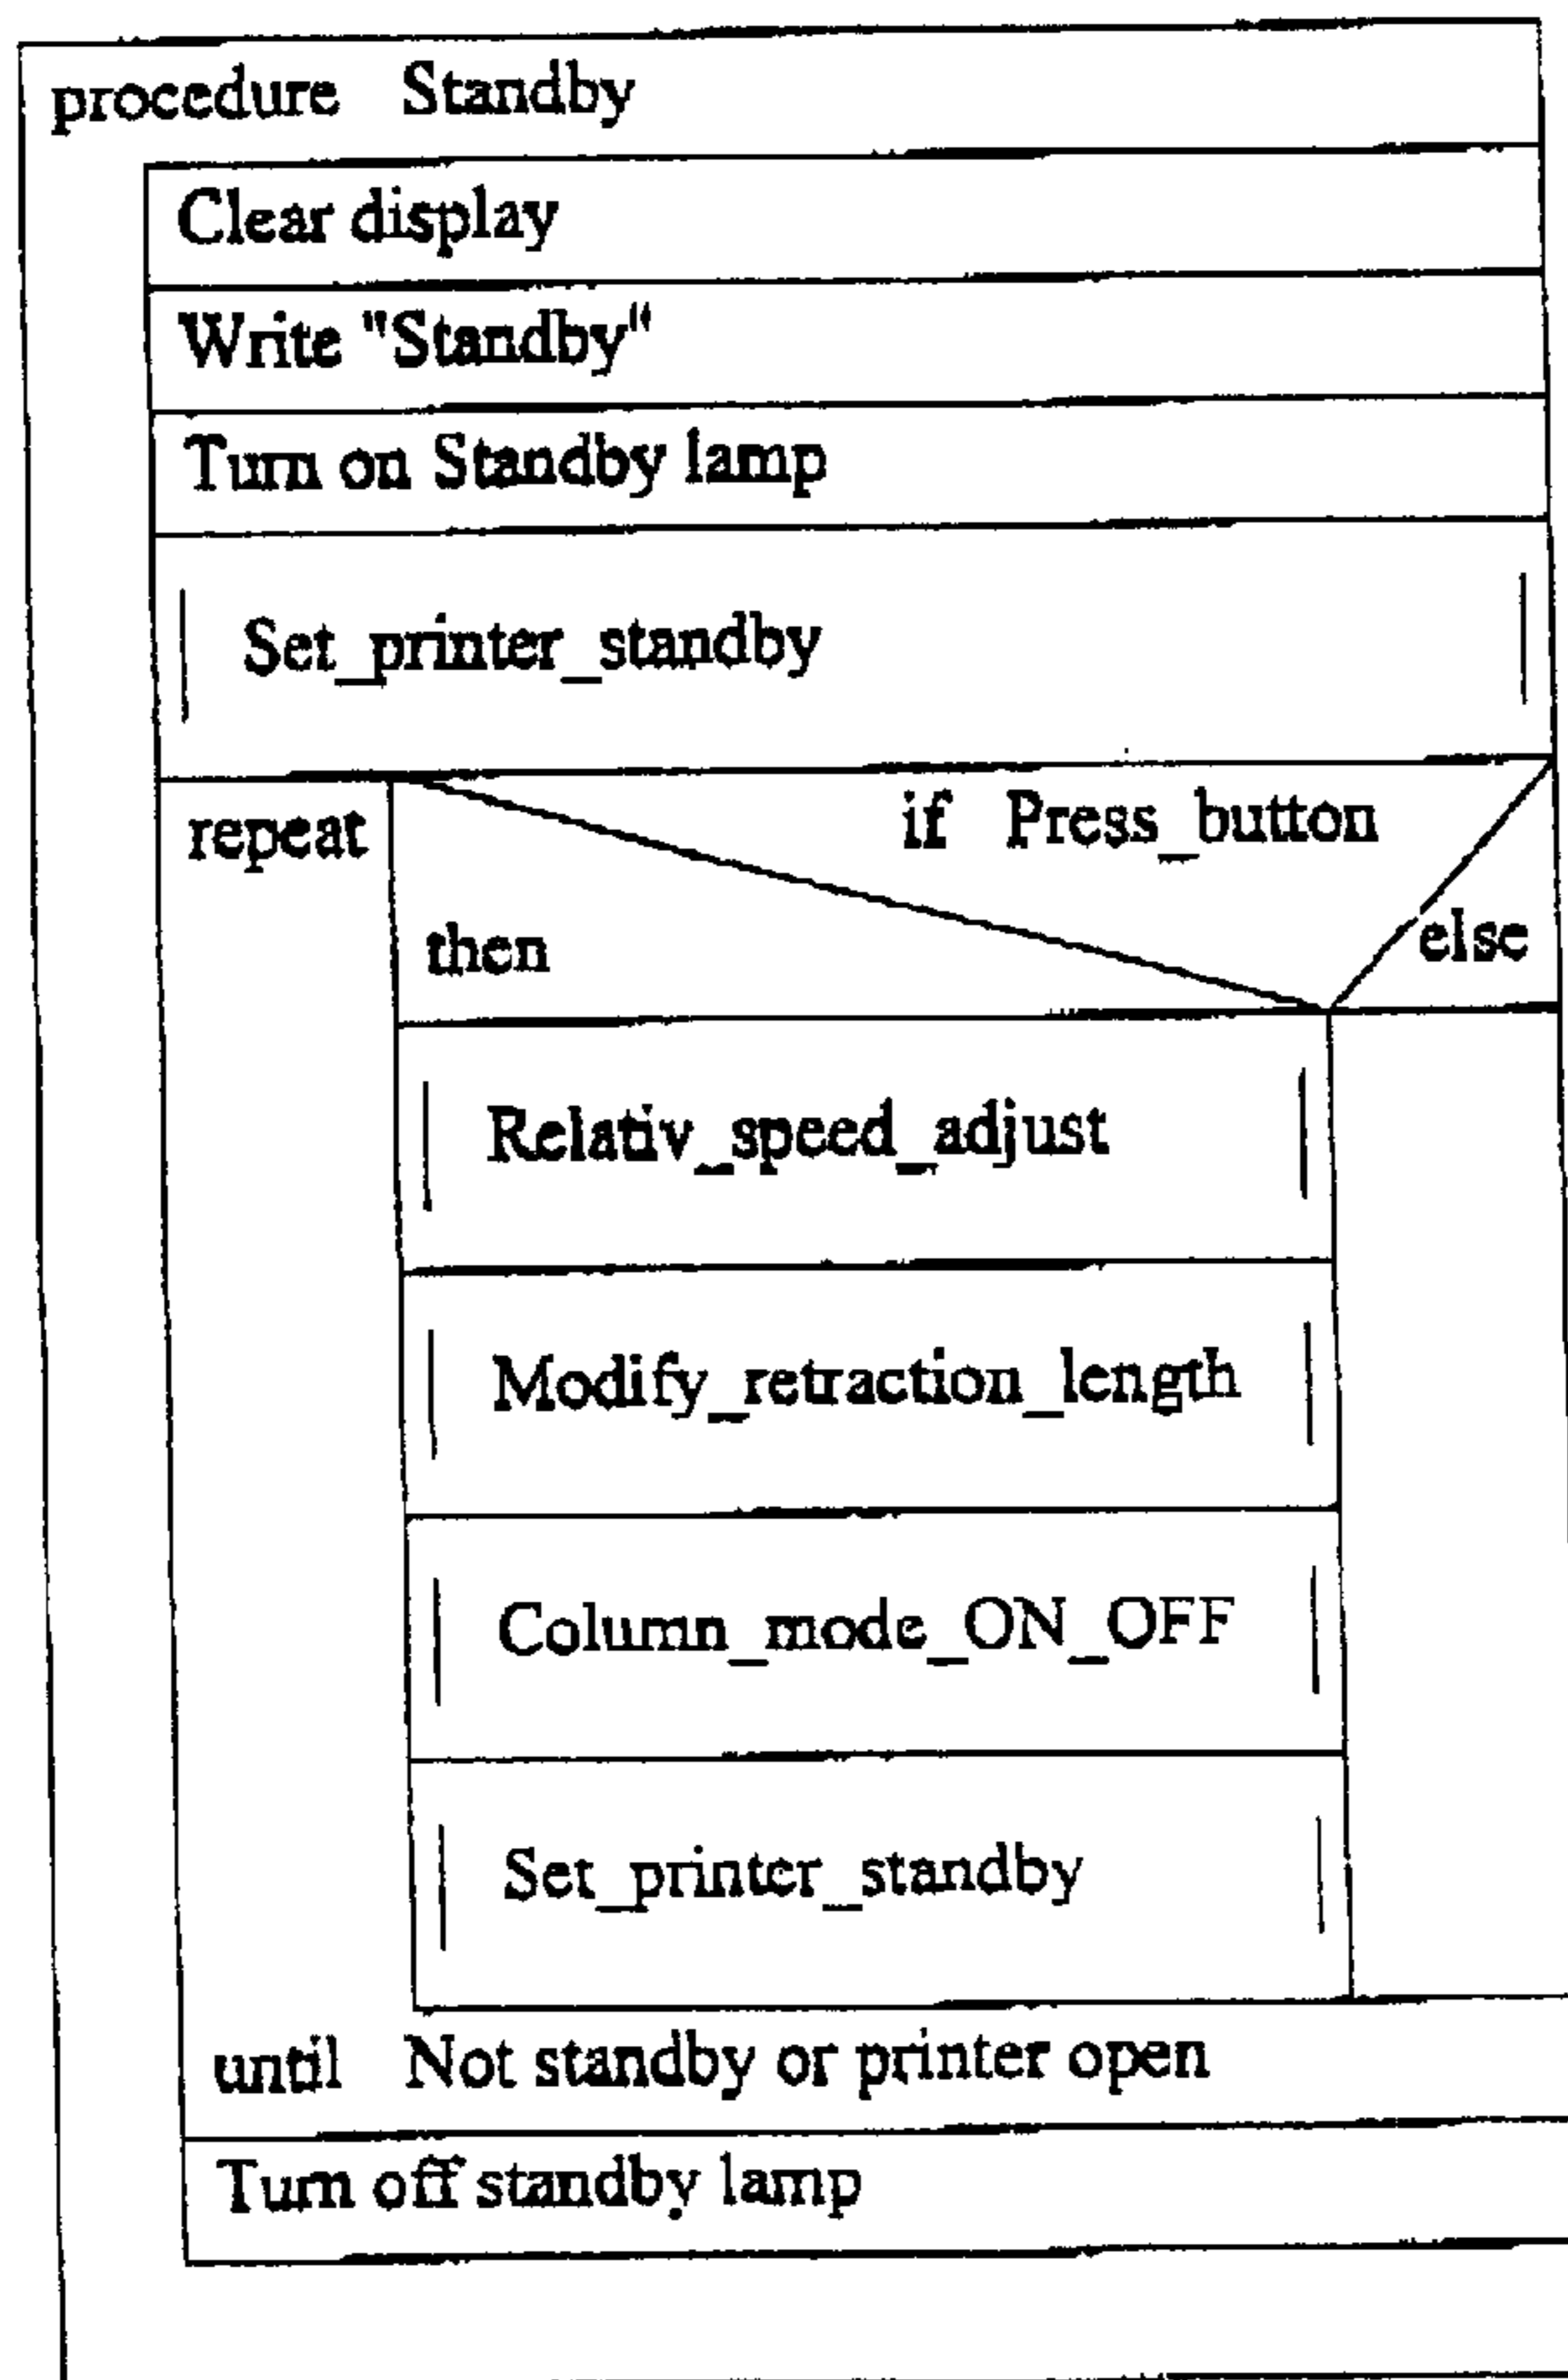 procedure Standby
Clear display
Write "Standby"
Turn on Standby lamp
Set_printer_standby
repeat
if Press_button
then
else
Relativ_speed_adjust
Modify_retraction_length
Column_mode_ON_OFF
Set_printer_standby
until Not standby or printer open
Turn off standby lamp